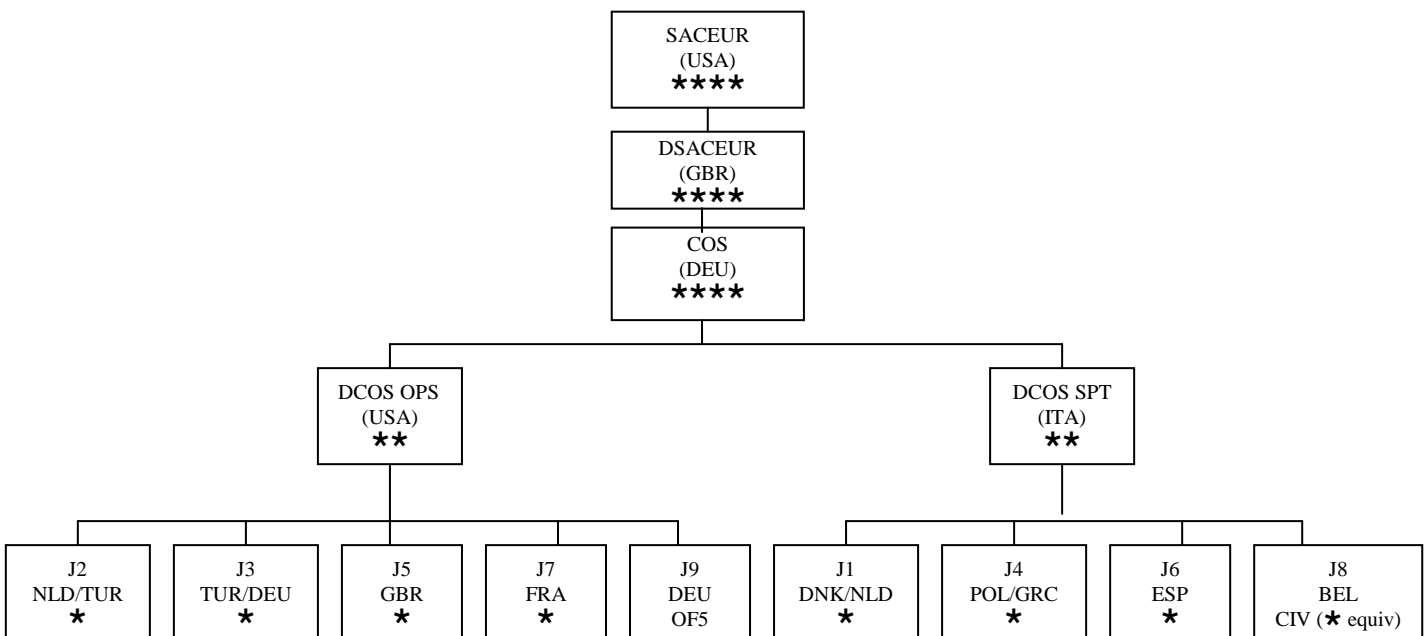 SACEUR
(USA)
★★★★
DSACEUR
(GBR)
★★★★
COS
(DEU)
★★★★
DCOS OPS
(USA)
★★
DCOS SPT
(ITA)
★★
J2
NLD/TUR
★
J3
TUR/DEU
★
J5
GBR
★
J7
FRA
★
J9
DEU
OF5
J1
DNK/NLD
★
J4
POL/GRC
★
J6
ESP
★
J8
BEL
CIV (★ equiv)